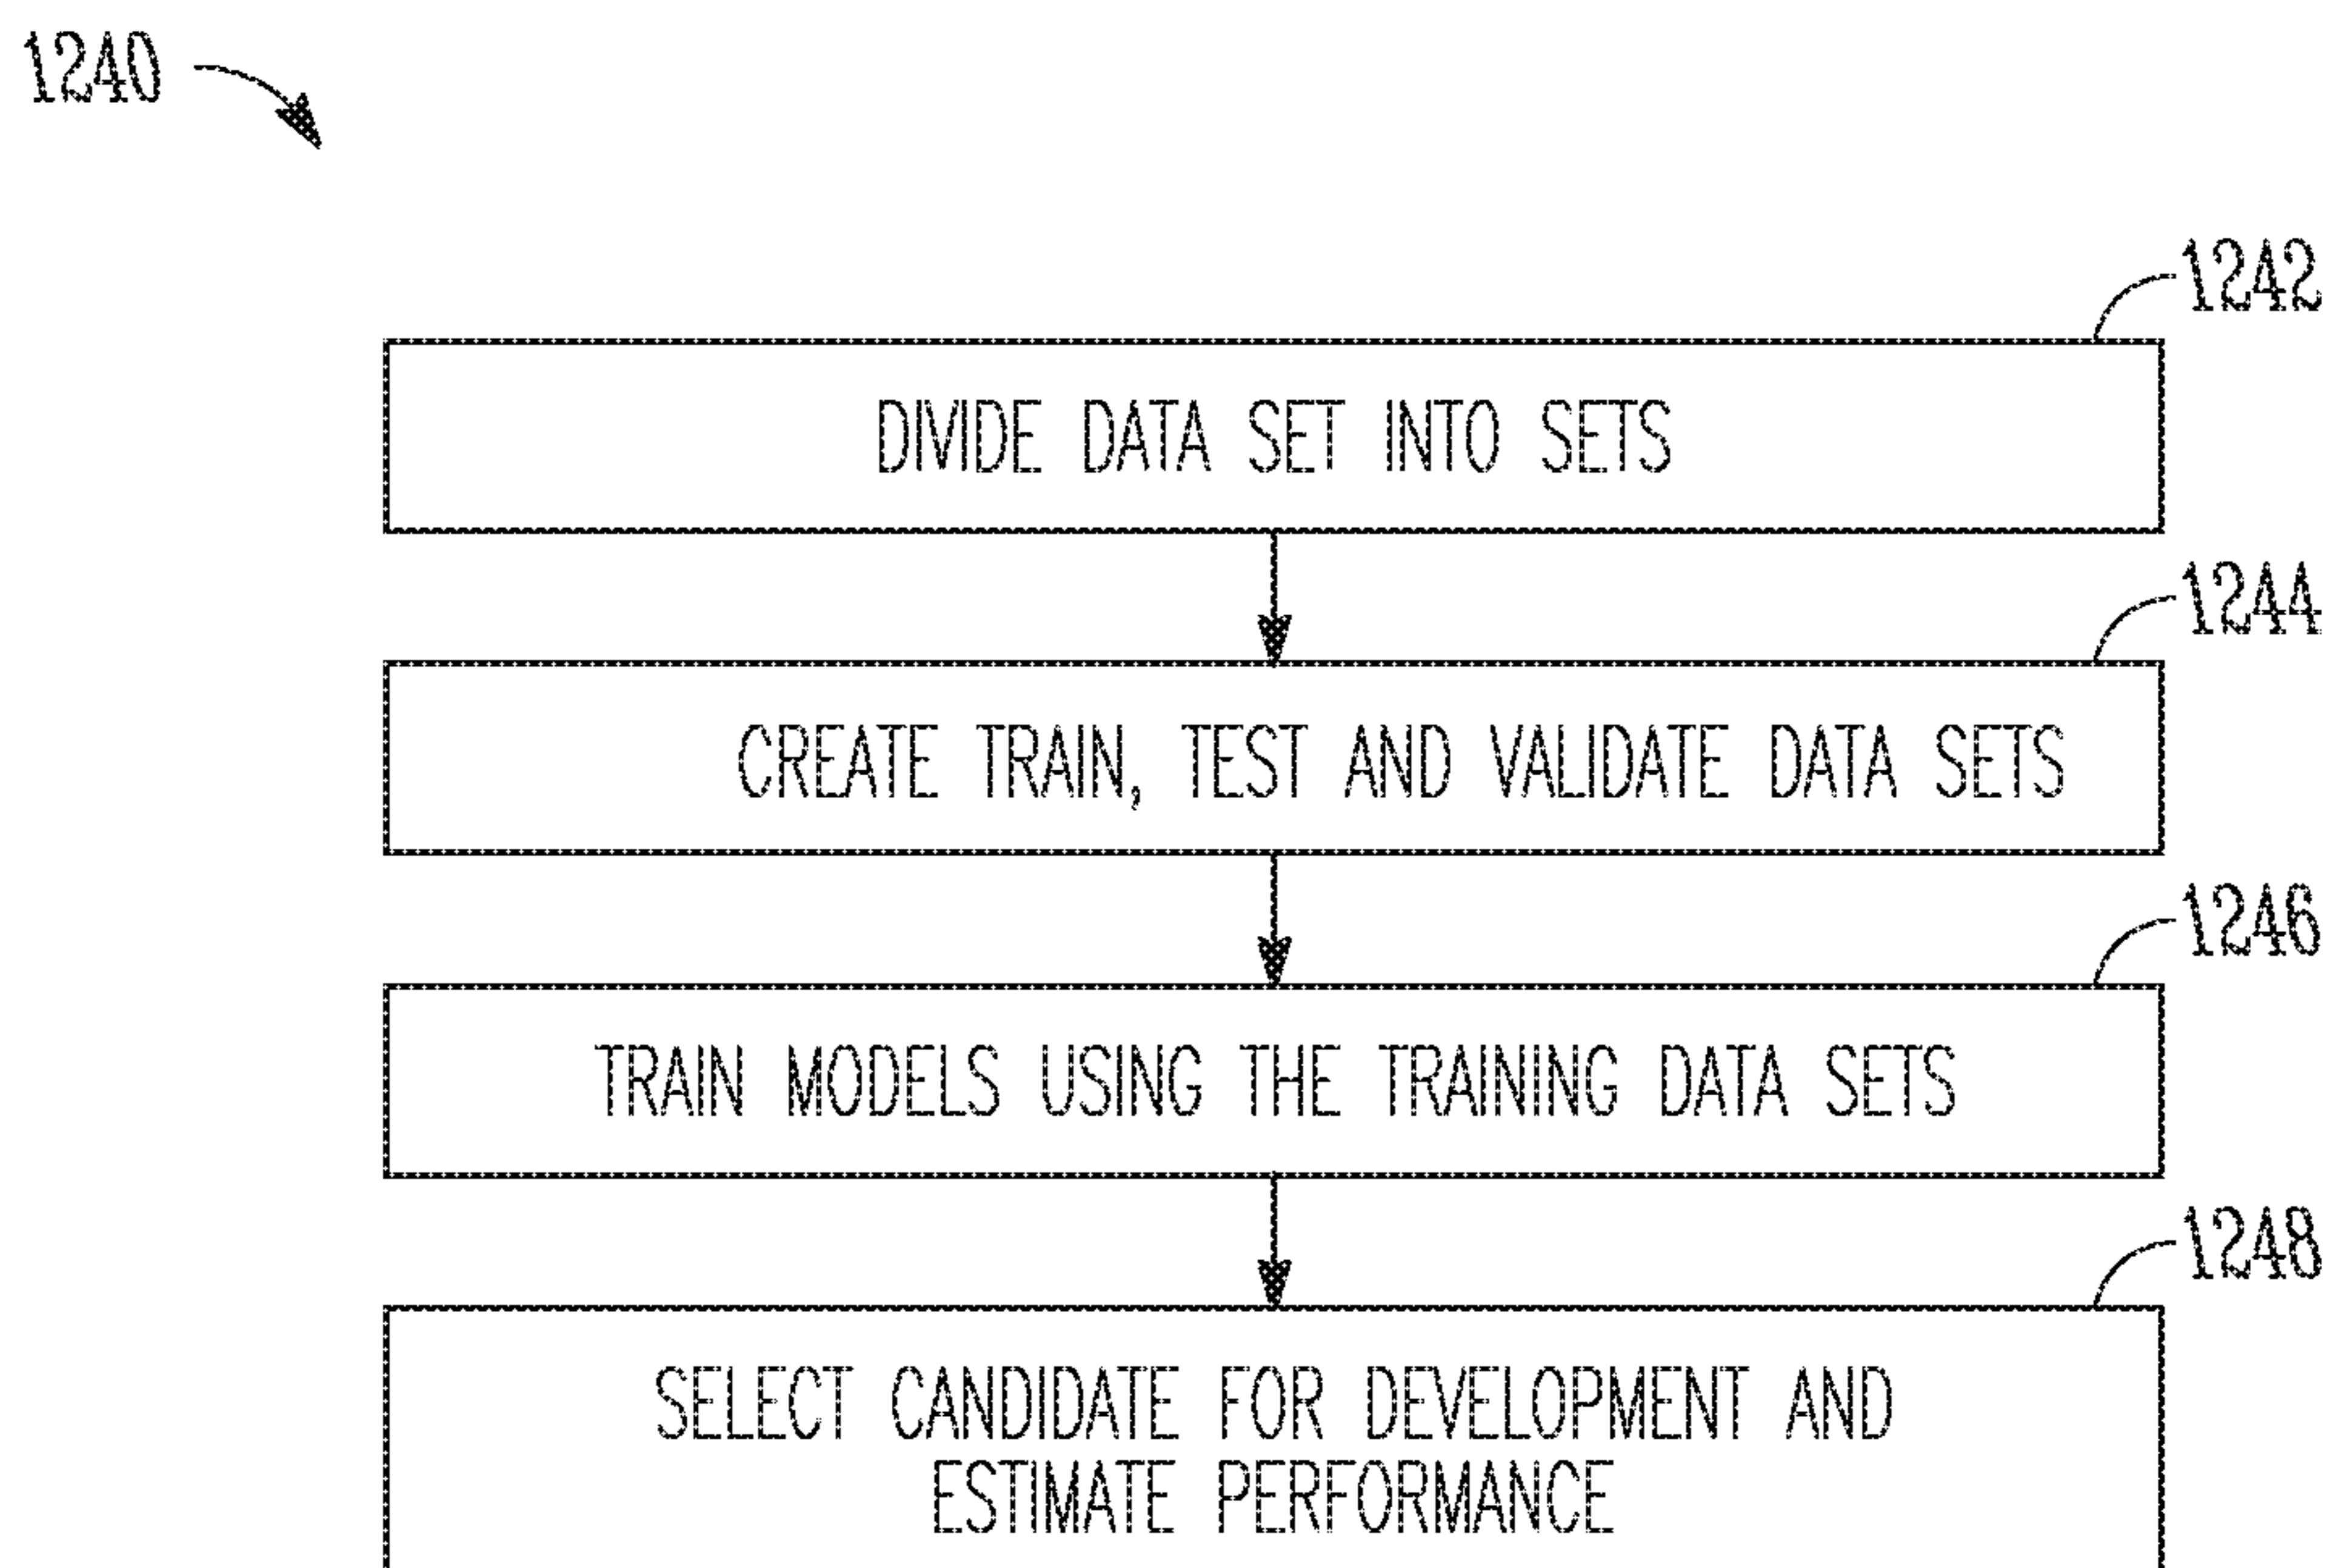 1240
1242
DIVIDE DATA SET INTO SETS
1244
CREATE TRAIN, TEST AND VALIDATE DATA SETS
1246
TRAIN MODELS USING THE TRAINING DATA SETS
1248
SELECT CANDIDATE FOR DEVELOPMENT AND
ESTIMATE PERFORMANCE